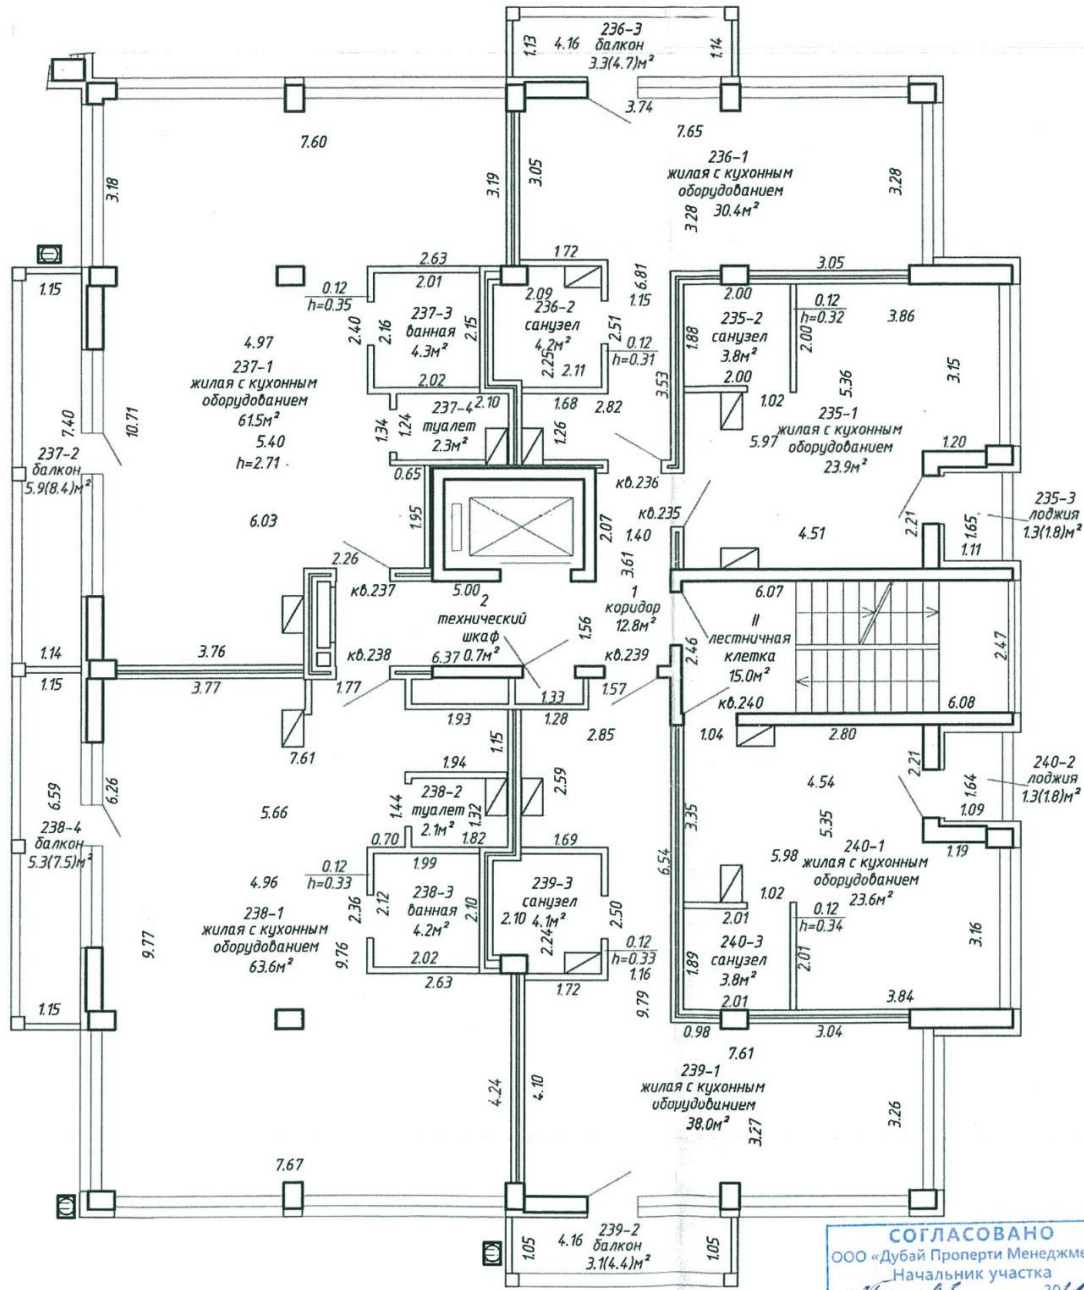 236-3
балкон
3.3(4.7)м²
1.13
4.16
1.14
3.74
7.60
7.65
3.18
3.19
3.05
236-1
жилая с кухонным
оборудованием
30.4м²
3.28
3.28
1.15
2.63
2.01
0.12
h=0.35
2.40
2.16
237-3
ванная
4.3м²
2.15
1.72
2.09
236-2
санузел
4.2м²
2.25
2.11
6.81
1.15
2.51
0.12
h=0.31
3.05
2.00
235-2
санузел
3.8м²
1.88
2.00
0.12
h=0.32
2.00
3.86
3.15
4.97
237-1
жилая с кухонным
оборудованием
61.5м²
5.40
h=2.71
7.40
10.71
237-2
балкон
5.9(8.4)м²
2.02
2.10
237-4
туалет
2.3м²
1.34
1.24
0.65
1.68
2.82
1.26
3.53
1.02
5.36
5.97
235-1
жилая с кухонным
оборудованием
23.9м²
1.20
кв.236
кв.235
6.03
1.95
2.07
1.40
3.61
4.51
2.21
1.65
1.11
235-3
лоджия
1.3(1.8)м²
2.26
кв.237
5.00
2
технический
шкаф
0.7м²
1
коридор
12.8м²
1.56
6.07
II
лестничная
клетка
15.0м²
2.46
2.47
1.14
1.15
3.76
3.77
кв.238
1.77
6.37
1.33
кв.239
1.57
кв.240
6.08
1.93
1.28
2.85
1.04
2.80
7.61
1.15
1.94
238-2
туалет
2.1м²
1.44
1.32
2.59
4.54
2.21
1.64
1.09
240-2
лоджия
1.3(1.8)м²
6.59
6.26
238-4
балкон
5.3(7.5)м²
5.66
0.70
1.82
1.69
3.35
5.35
1.19
5.98
240-1
жилая с кухонным
оборудованием
23.6м²
4.96
0.12
h=0.33
1.99
2.36
2.12
238-3
ванная
4.2м²
2.10
2.10
239-3
санузел
4.1м²
2.24
2.50
6.54
1.02
2.01
0.12
h=0.34
238-1
жилая с кухонным
оборудованием
63.6м²
9.77
9.76
2.02
2.63
1.72
0.12
h=0.33
1.16
9.79
240-3
санузел
3.8м²
1.89
2.01
2.01
3.84
3.16
1.15
0.98
3.04
7.61
4.24
4.10
239-1
жилая с кухонным
оборудованием
38.0м²
3.27
3.26
7.67
1.05
4.16
239-2
балкон
3.1(4.4)м²
1.05
СОГЛАСОВАНО
ООО «Дубай Проперти Менеджме
Начальник участка